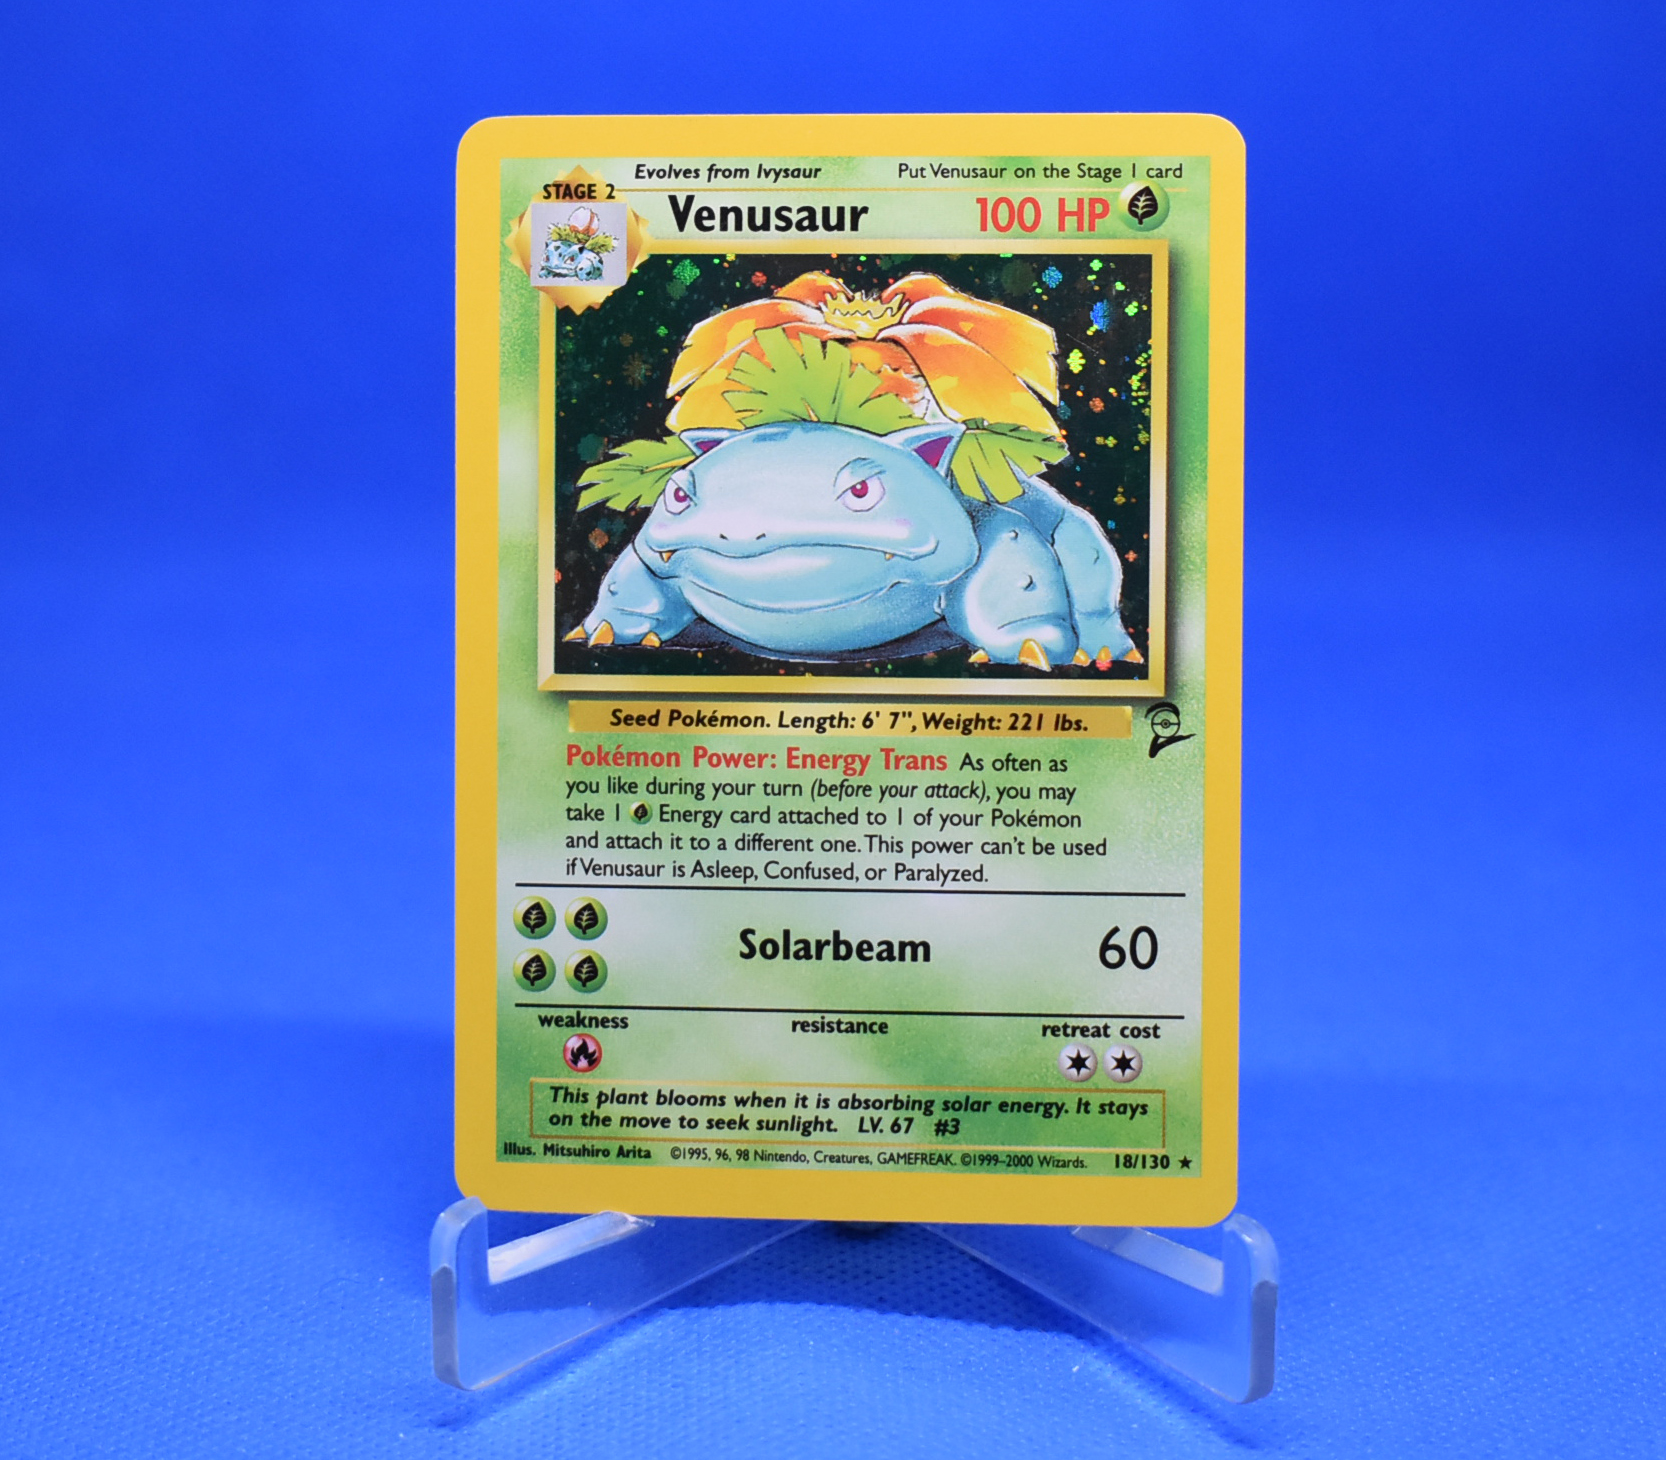 Evolves from Ivysaur Put Venusaur on the Stage 1 card
STAGE 2
Venusaur 100 HP
Seed Pokémon. Length: 6' 7", Weight: 221 lbs.
Pokémon Power: Energy Trans As often as
you like during your turn (before your attack), you may
take 1 Energy card attached to 1 of your Pokémon
and attach it to a different one. This power can't be used
if Venusaur is Asleep, Confused, or Paralyzed.
Solarbeam 60
weakness resistance retreat cost
This plant blooms when it is absorbing solar energy. It stays
on the move to seek sunlight. LV. 67 #3
Illus. Mitsuhiro Arita ©1995, 96, 98 Nintendo, Creatures, GAMEFREAK. ©1999–2000 Wizards. 18/130 ★